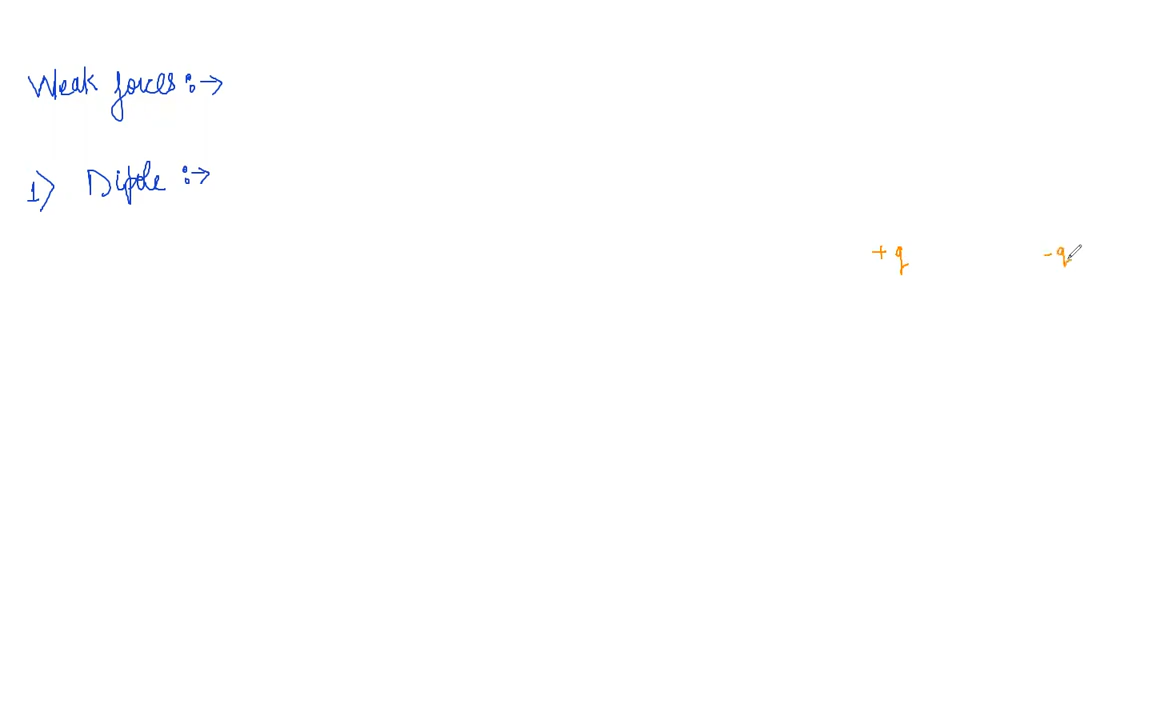 Weak forces :→
1) Dipole :→
+q -q